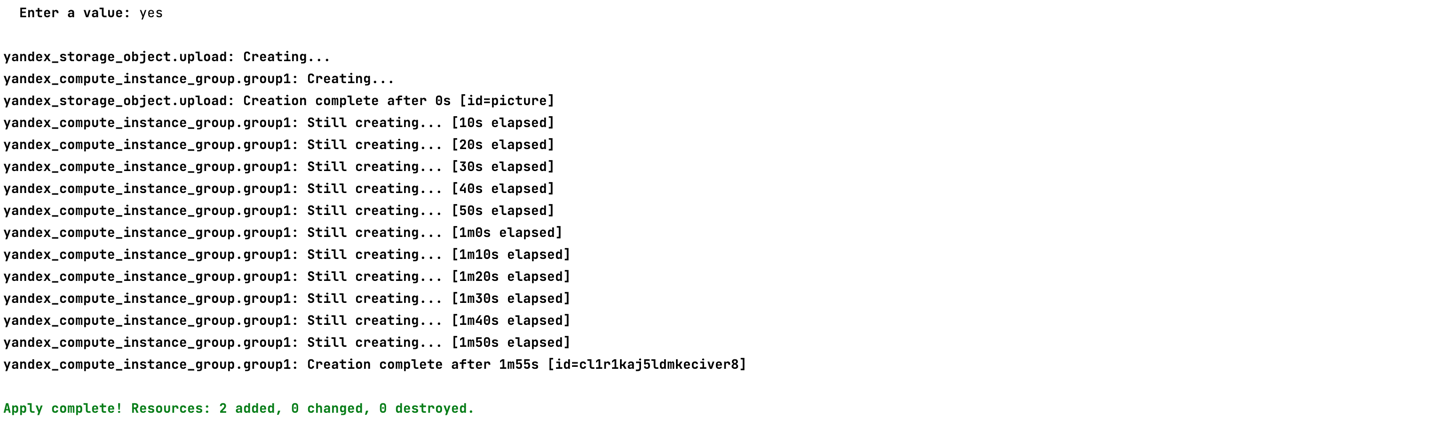 Enter a value: yes
yandex_storage_object.upload: Creating...
yandex_compute_instance_group.group1: Creating...
yandex_storage_object.upload: Creation complete after 0s [id=picture]
yandex_compute_instance_group.group1: Still creating... [10s elapsed]
yandex_compute_instance_group.group1: Still creating... [20s elapsed]
yandex_compute_instance_group.group1: Still creating... [30s elapsed]
yandex_compute_instance_group.group1: Still creating... [40s elapsed]
yandex_compute_instance_group.group1: Still creating... [50s elapsed]
yandex_compute_instance_group.group1: Still creating... [1m0s elapsed]
yandex_compute_instance_group.group1: Still creating... [1m10s elapsed]
yandex_compute_instance_group.group1: Still creating... [1m20s elapsed]
yandex_compute_instance_group.group1: Still creating... [1m30s elapsed]
yandex_compute_instance_group.group1: Still creating... [1m40s elapsed]
yandex_compute_instance_group.group1: Still creating... [1m50s elapsed]
yandex_compute_instance_group.group1: Creation complete after 1m55s [id=cl1r1kaj5ldmkeciver8]
Apply complete! Resources: 2 added, 0 changed, 0 destroyed.